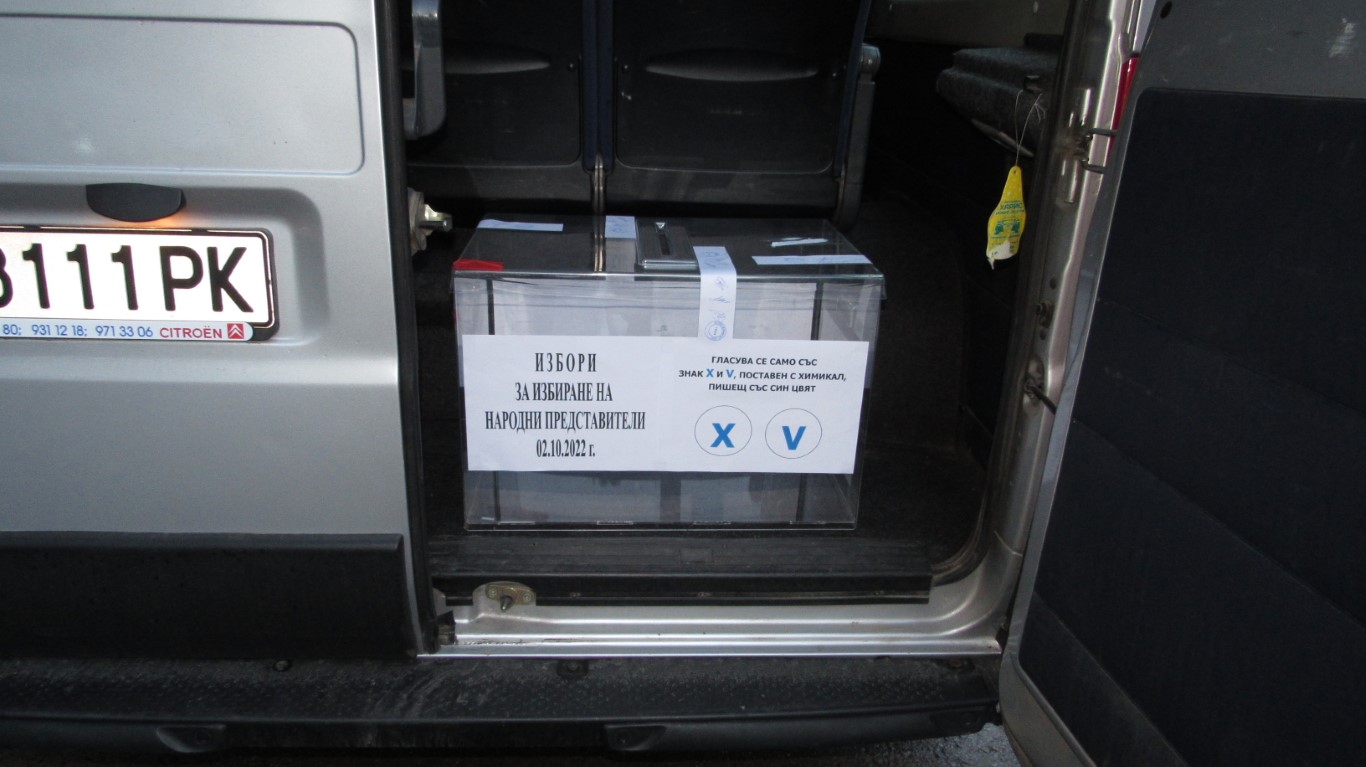 3111PK
80; 931 12 18; 971 33 06 CITROËN
ИЗБОРИ
ЗА ИЗБИРАНЕ НА
НАРОДНИ ПРЕДСТАВИТЕЛИ
02.10.2022 г.
ГЛАСУВА СЕ САМО СЪС
ЗНАК X И V, ПОСТАВЕН С ХИМИКАЛ,
ПИШЕЩ СЪС СИН ЦВЯТ
X V